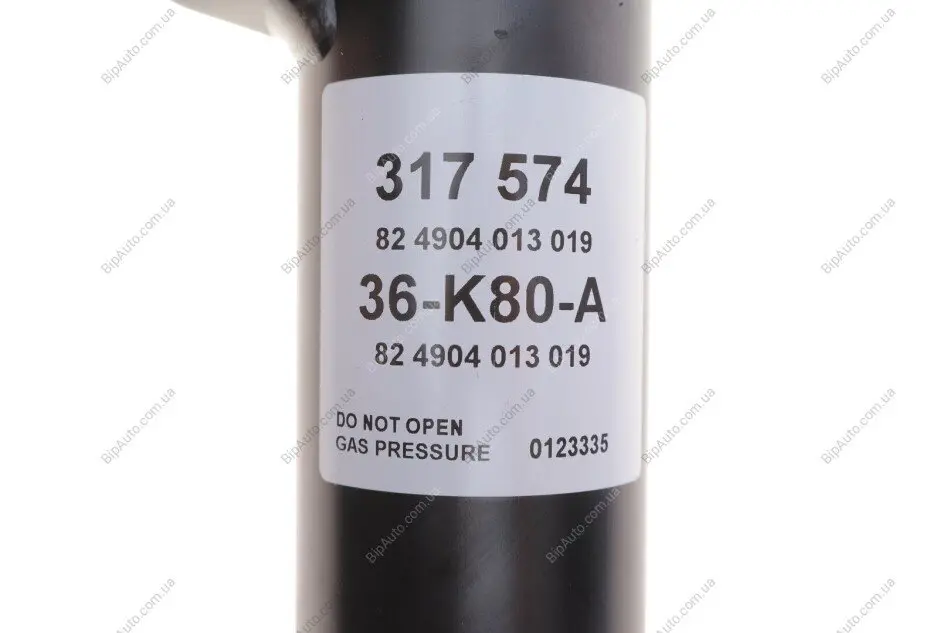 317 574
82 4904 013 019
36-K80-A
82 4904 013 019
DO NOT OPEN
GAS PRESSURE 0123335
BipAuto.com.ua